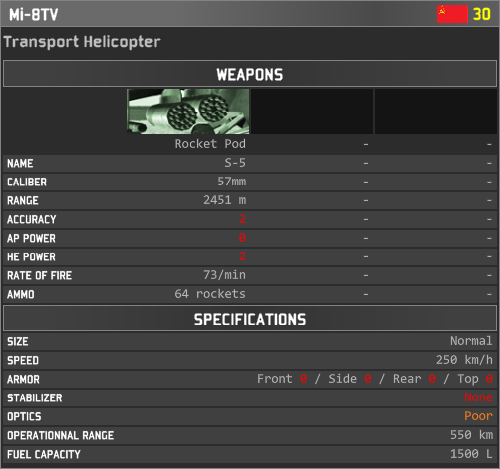 Mi-8TV 30
Transport Helicopter
WEAPONS
Rocket Pod - -
NAME S-5 - -
CALIBER 57mm - -
RANGE 2451 m - -
ACCURACY 2 - -
AP POWER 0 - -
HE POWER 2 - -
RATE OF FIRE 73/min - -
AMMO 64 rockets - -
SPECIFICATIONS
SIZE Normal
SPEED 250 km/h
ARMOR Front 0 / Side 0 / Rear 0 / Top 0
STABILIZER None
OPTICS Poor
OPERATIONNAL RANGE 550 km
FUEL CAPACITY 1500 L